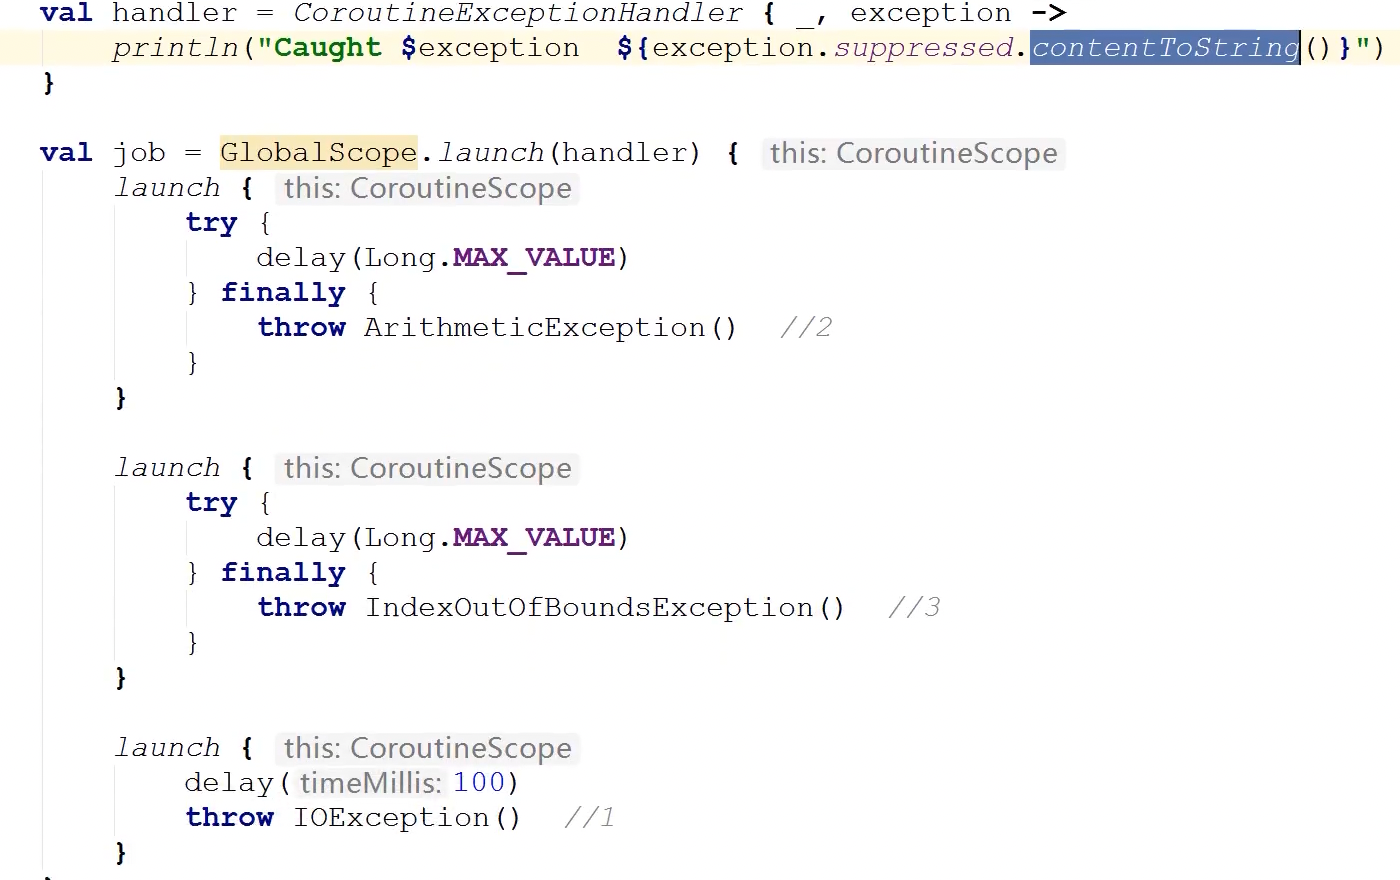 val handler = CoroutineExceptionHandler { _, exception ->
    println("Caught $exception  ${exception.suppressed.contentToString()}")
}

val job = GlobalScope.launch(handler) { this: CoroutineScope
    launch { this: CoroutineScope
        try {
            delay(Long.MAX_VALUE)
        } finally {
            throw ArithmeticException()  //2
        }
    }

    launch { this: CoroutineScope
        try {
            delay(Long.MAX_VALUE)
        } finally {
            throw IndexOutOfBoundsException()  //3
        }
    }

    launch { this: CoroutineScope
        delay( timeMillis: 100)
        throw IOException()  //1
    }